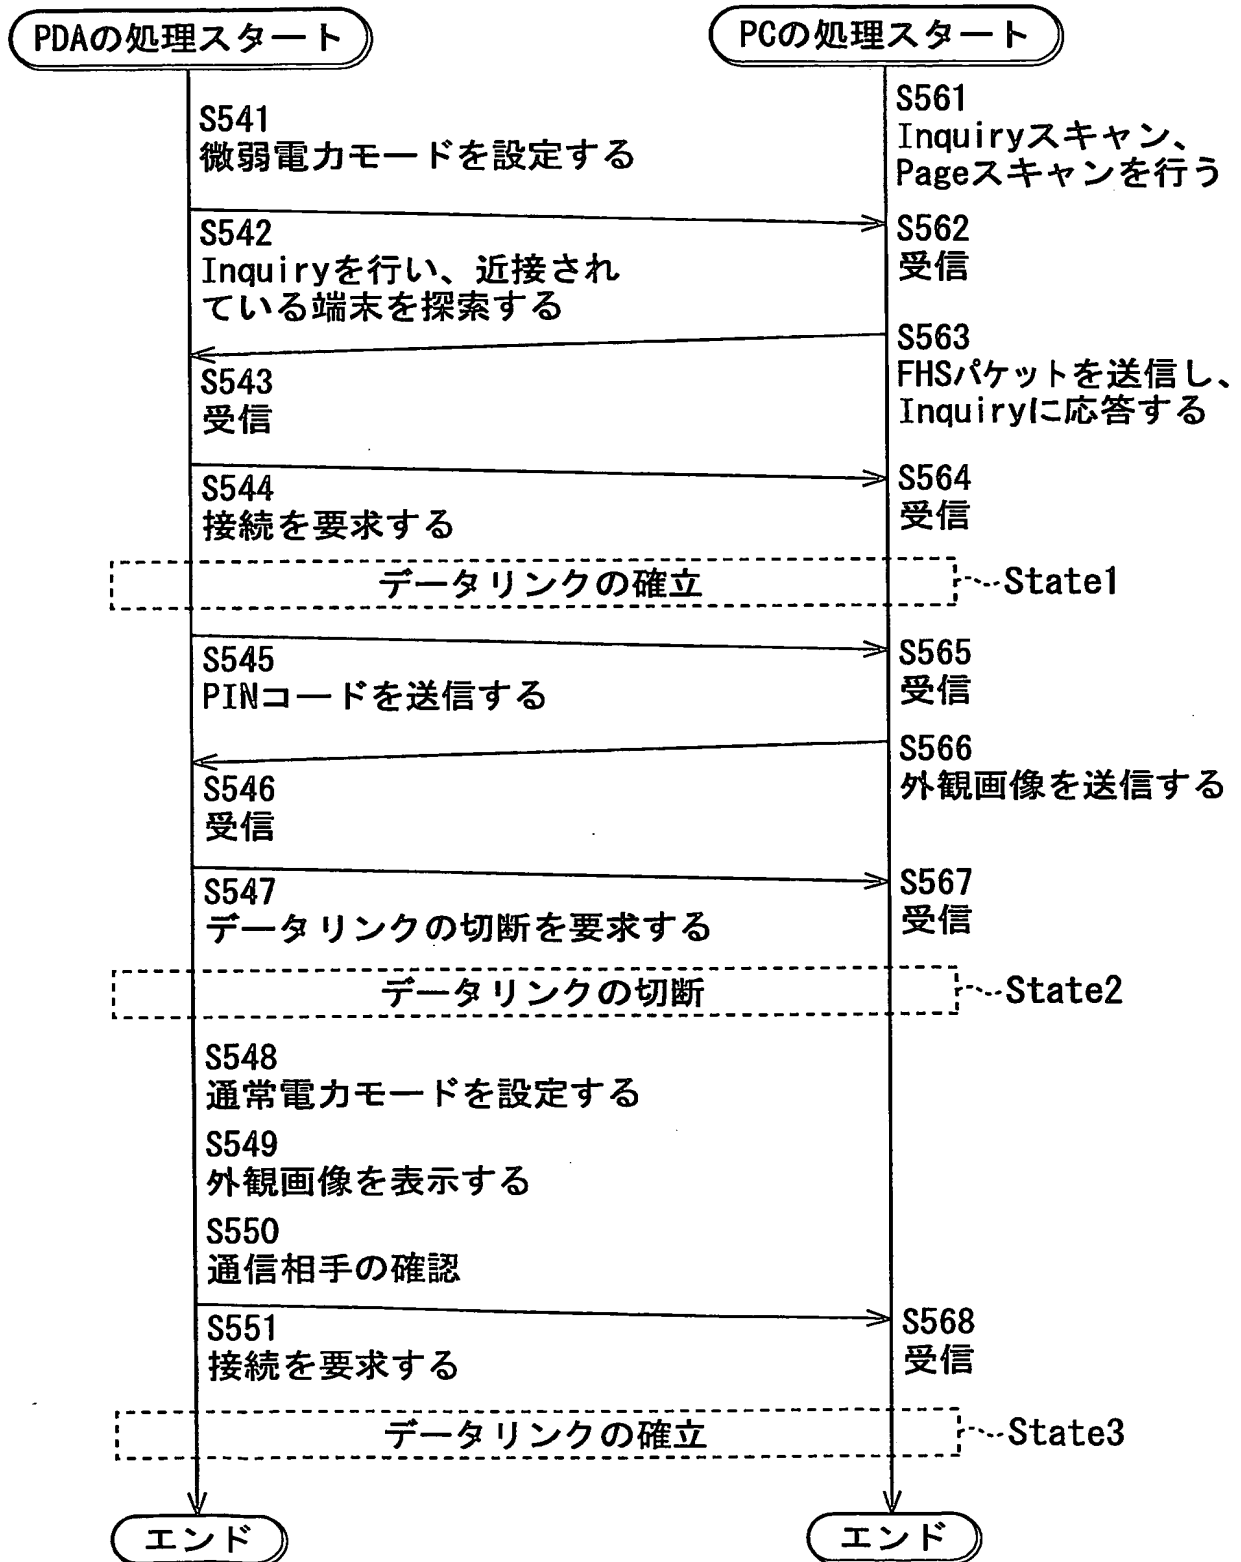 PDAの処理スタート
PCの処理スタート
S541
微弱電力モードを設定する
S561
Inquiryスキャン、
Pageスキャンを行う
S542
Inquiryを行い、近接され
ている端末を探索する
S562
受信
S563
FHSパケットを送信し、
Inquiryに応答する
S543
受信
S544
接続を要求する
S564
受信
データリンクの確立
State1
S545
PINコードを送信する
S565
受信
S566
外観画像を送信する
S546
受信
S547
データリンクの切断を要求する
S567
受信
データリンクの切断
State2
S548
通常電力モードを設定する
S549
外観画像を表示する
S550
通信相手の確認
S551
接続を要求する
S568
受信
データリンクの確立
State3
エンド
エンド